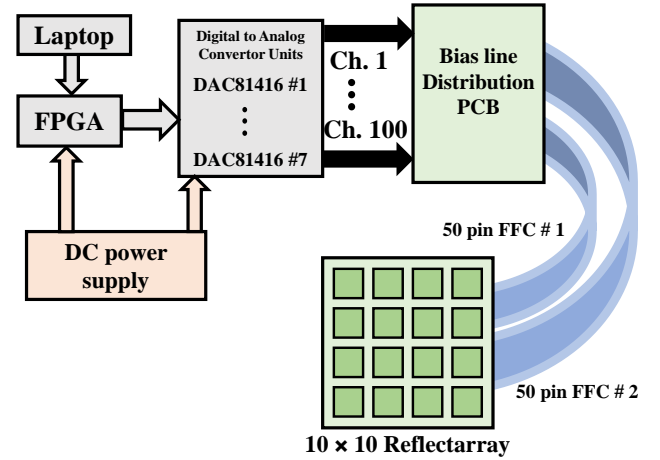 Laptop
FPGA
DC power
supply
Digital to Analog
Convertor Units
DAC81416 #1
DAC81416 #7
Ch. 1
Ch. 100
Bias line
Distribution
PCB
50 pin FFC # 1
50 pin FFC # 2
10 × 10 Reflectarray